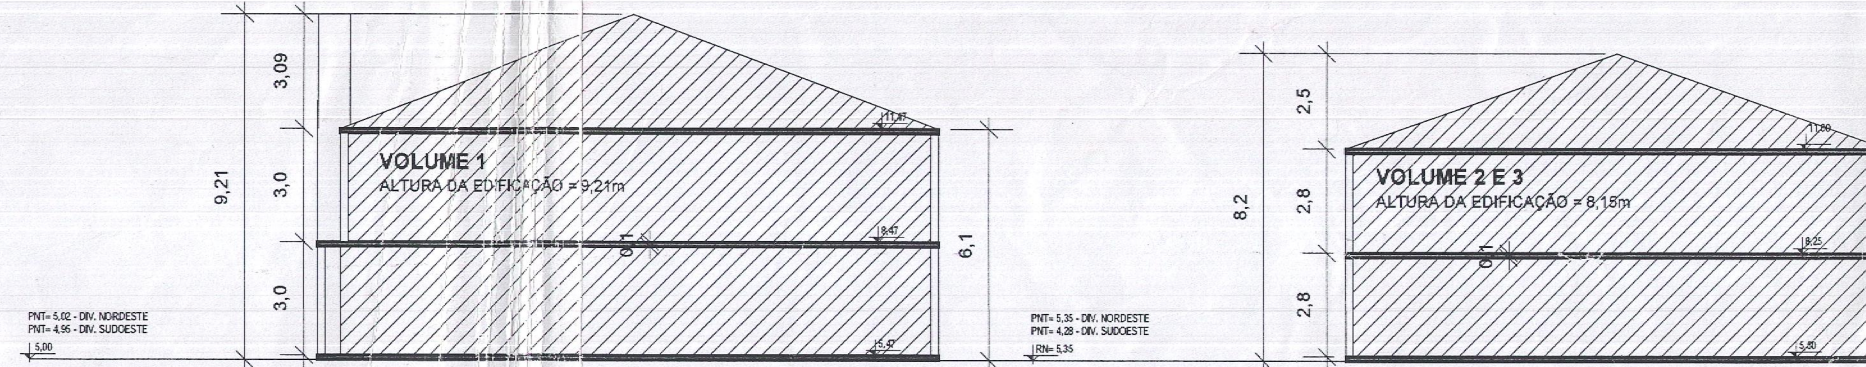 3,09
11,47
VOLUME 1
ALTURA DA EDIFICAÇÃO = 9,21m
9,21
3,0
8,47
0,1
6,1
3,0
PNT= 5,02 - DIV. NORDESTE
PNT= 4,96 - DIV. SUDOESTE
5,00
5,47
2,5
11,00
VOLUME 2 E 3
ALTURA DA EDIFICAÇÃO = 8,15m
8,2
2,8
8,25
0,1
2,8
PNT= 5,35 - DIV. NORDESTE
PNT= 4,28 - DIV. SUDOESTE
RN= 5,35
5,50